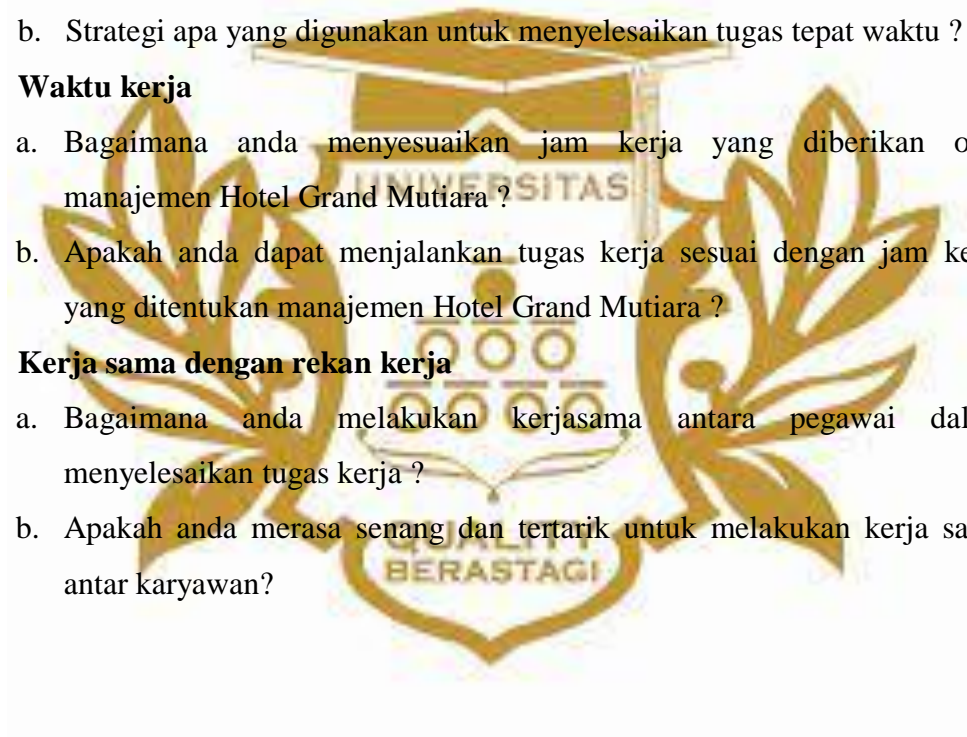 b. Strategi apa yang digunakan untuk menyelesaikan tugas tepat waktu ?
Waktu kerja
a. Bagaimana anda menyesuaikan jam kerja yang diberikan o
manajemen Hotel Grand Mutiara ?
UNIVERSITAS
b. Apakah anda dapat menjalankan tugas kerja sesuai dengan jam ke
yang ditentukan manajemen Hotel Grand Mutiara ?
Kerja sama dengan rekan kerja
a. Bagaimana anda melakukan kerjasama antara pegawai dal
menyelesaikan tugas kerja ?
b. Apakah anda merasa senang dan tertarik untuk melakukan kerja sa
QUALITY
BERASTAGI
antar karyawan?